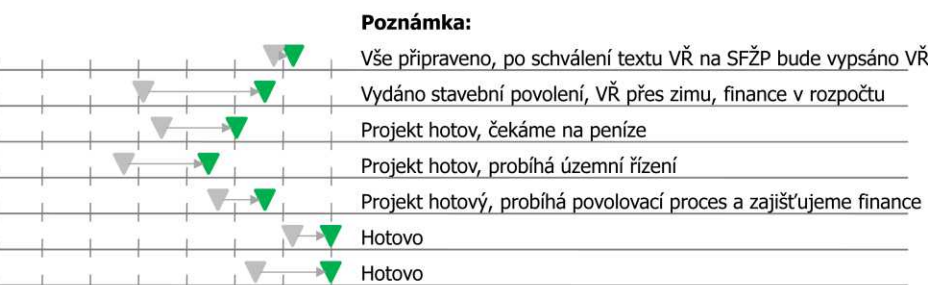 Poznámka:
Vše připraveno, po schválení textu VŘ na SFŽP bude vypsáno VŘ
Vydáno stavební povolení, VŘ přes zimu, finance v rozpočtu
Projekt hotov, čekáme na peníze
Projekt hotov, probíhá územní řízení
Projekt hotový, probíhá povolovací proces a zajišťujeme finance
Hotovo
Hotovo